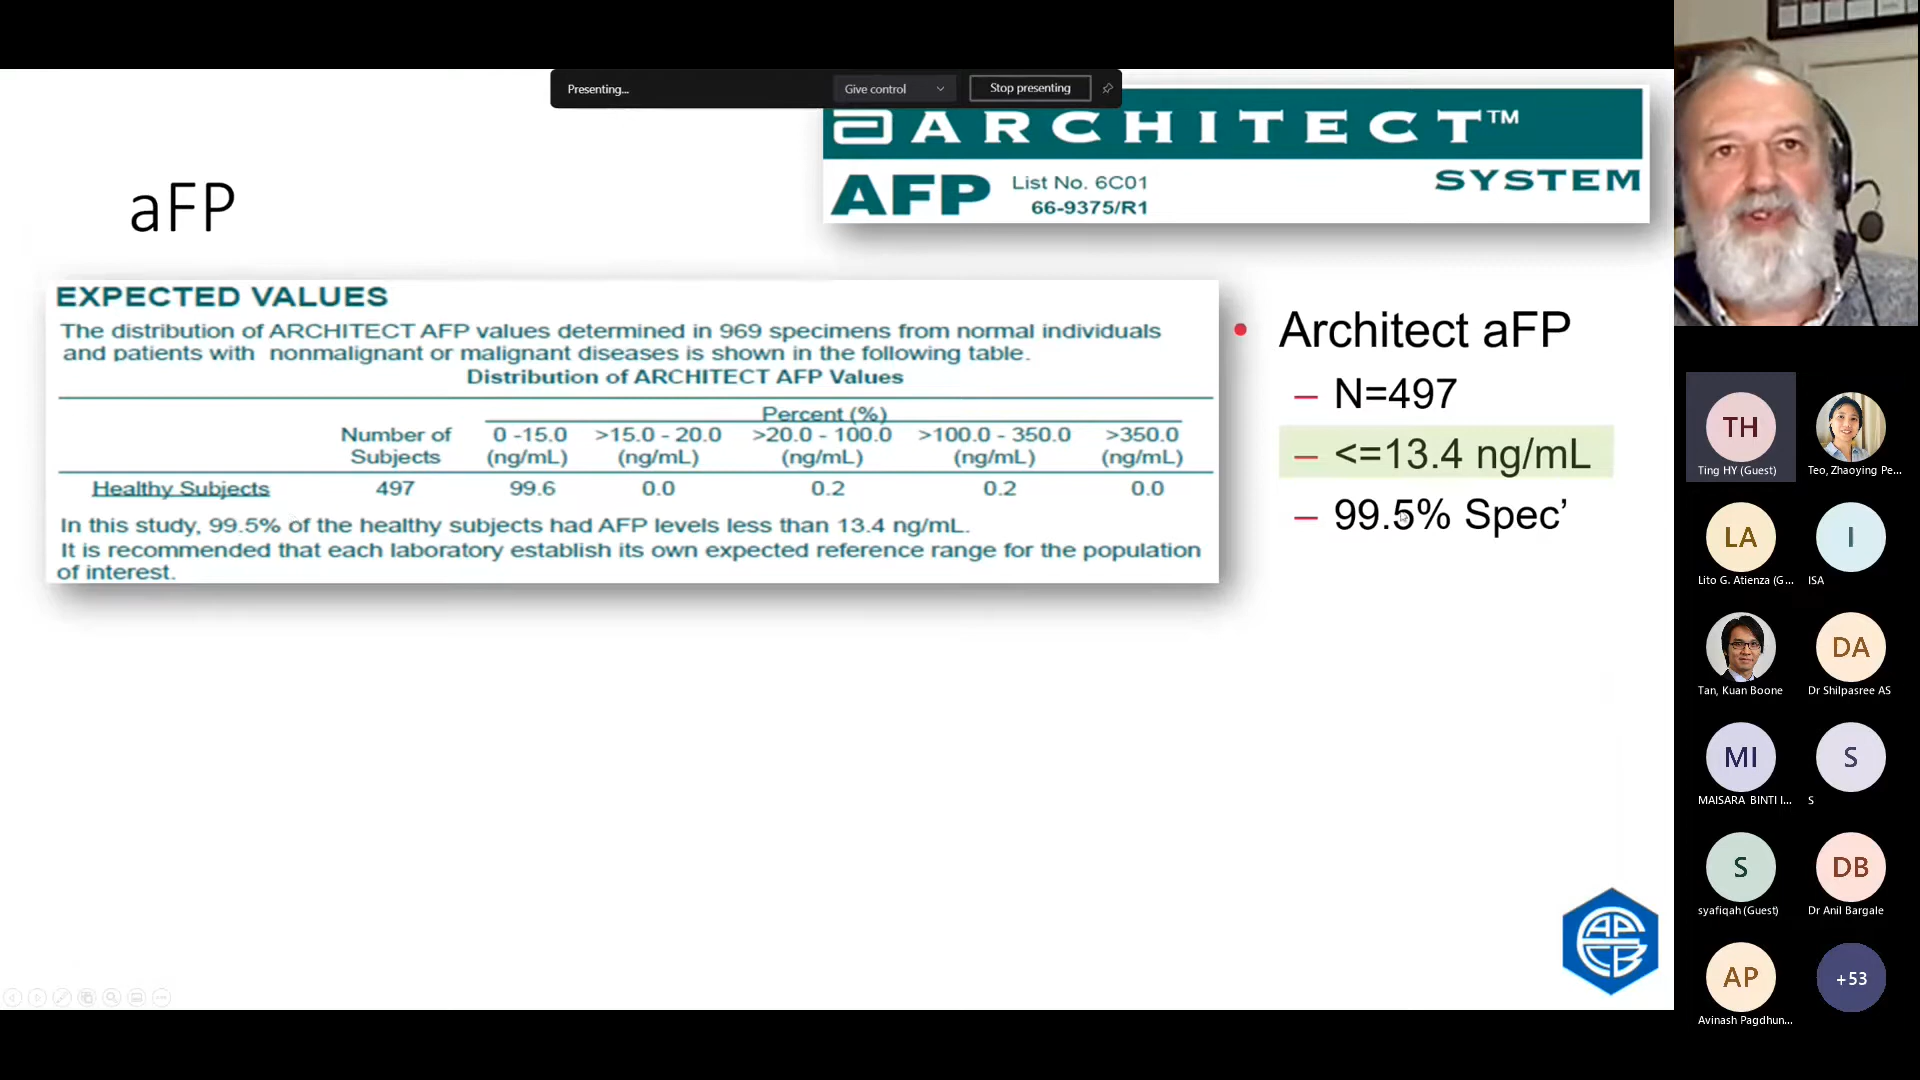 Presenting...
Give control
Stop presenting
ARCHITECT™
SYSTEM
AFP
List No. 6C01
66-9375/R1
aFP
EXPECTED VALUES
The distribution of ARCHITECT AFP values determined in 969 specimens from normal individuals
and patients with nonmalignant or malignant diseases is shown in the following table.
Distribution of ARCHITECT AFP Values
Percent (%)
Number of Subjects 0 -15.0 (ng/mL) >15.0 - 20.0 (ng/mL) >20.0 - 100.0 (ng/mL) >100.0 - 350.0 (ng/mL) >350.0 (ng/mL)
Healthy Subjects 497 99.6 0.0 0.2 0.2 0.0
In this study, 99.5% of the healthy subjects had AFP levels less than 13.4 ng/mL.
It is recommended that each laboratory establish its own expected reference range for the population
of interest.
• Architect aFP
– N=497
– <=13.4 ng/mL
– 99.5% Spec’
APFCB
TH
Ting HY (Guest)
Teo, Zhaoying Pe...
LA
Lito G. Atienza (G...
I
ISA
Tan, Kuan Boone
DA
Dr Shilpasree AS
MI
MAISARA BINTI I...
S
S
S
syafiqah (Guest)
DB
Dr Anil Bargale
AP
Avinash Pagdhun...
+53